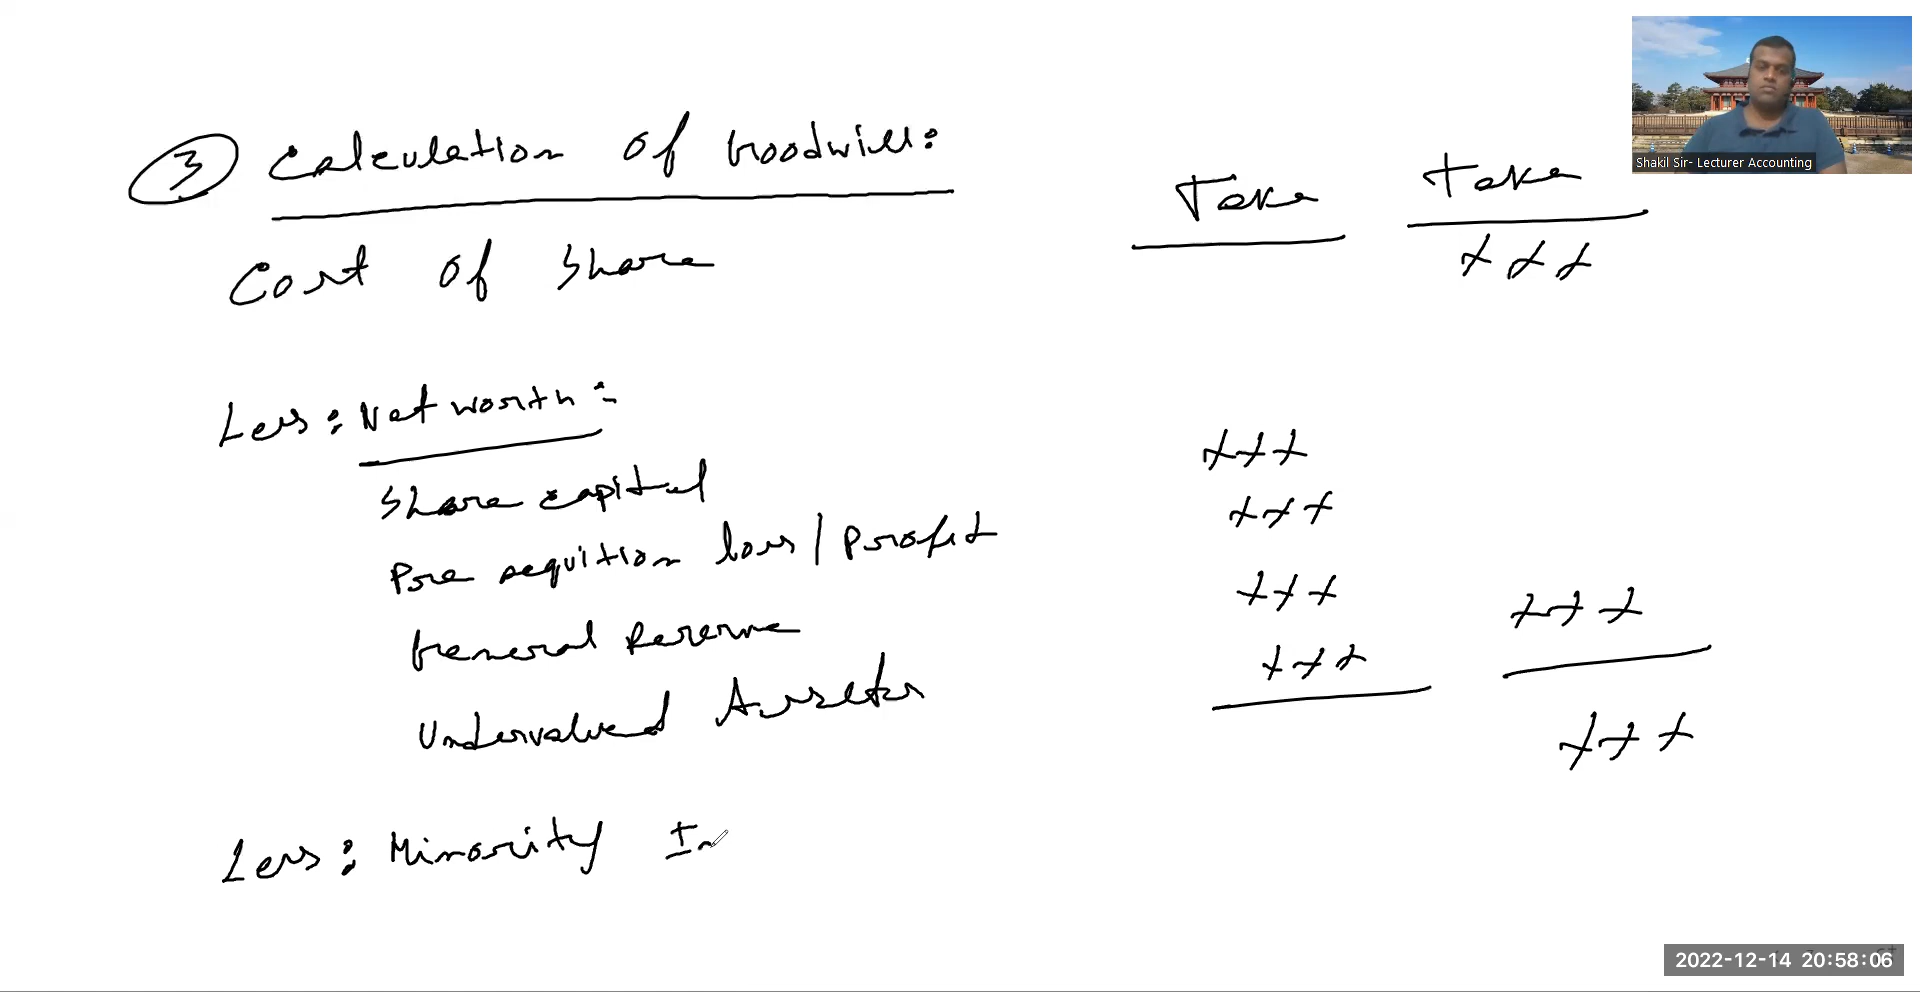 3 Calculation of Goodwill:
Taka Taka
Cost of Share xxx
Less: Net worth:
Share capital xxx
Pre acquition loss/Profit xxx
General Reserve xxx xxx
Undervalued Assets xxx
xxx
Less: Minority In
Shakil Sir- Lecturer Accounting
2022-12-14 20:58:06